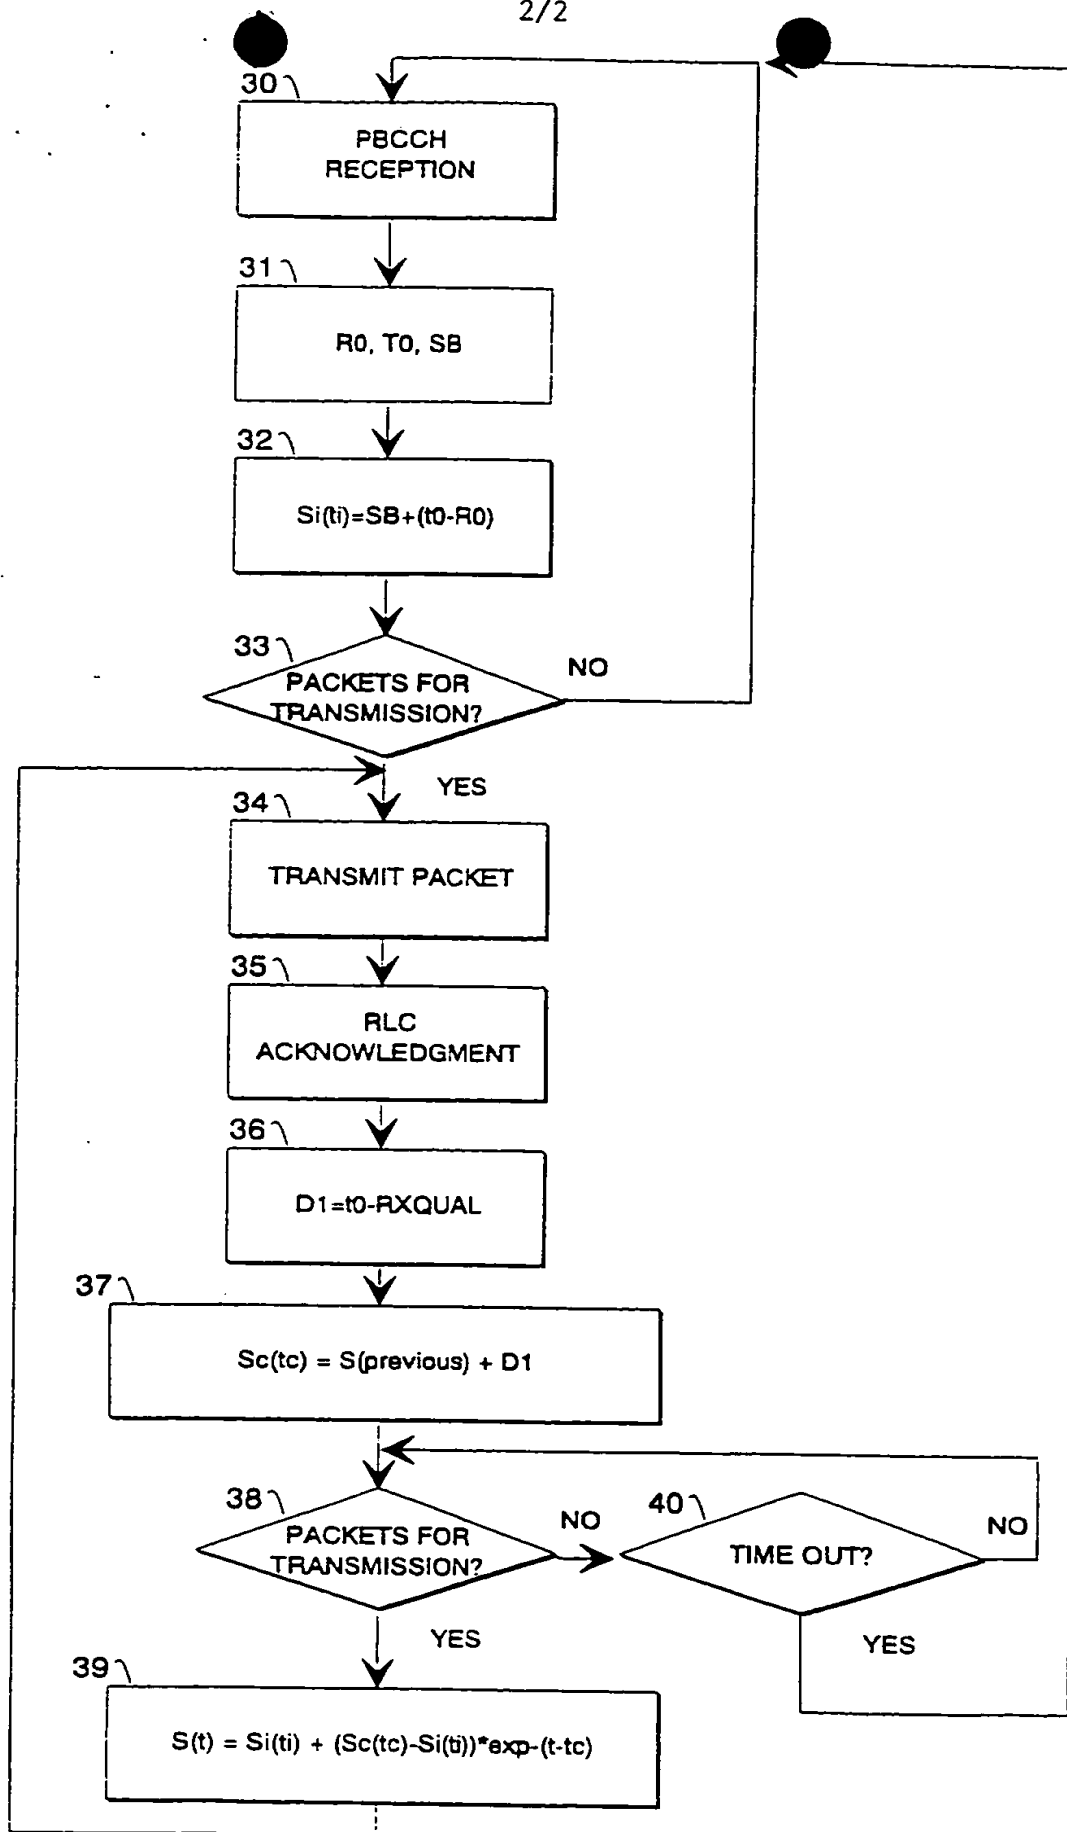 2/2
30
PBCCH
RECEPTION
31
R0, T0, SB
32
Si(ti)=SB+(t0-R0)
33
PACKETS FOR
TRANSMISSION?
NO
YES
34
TRANSMIT PACKET
35
RLC
ACKNOWLEDGMENT
36
D1=t0-RXQUAL
37
Sc(tc) = S(previous) + D1
38
PACKETS FOR
TRANSMISSION?
NO
40
TIME OUT?
NO
YES
YES
39
S(t) = Si(ti) + (Sc(tc)-Si(ti))*exp-(t-tc)